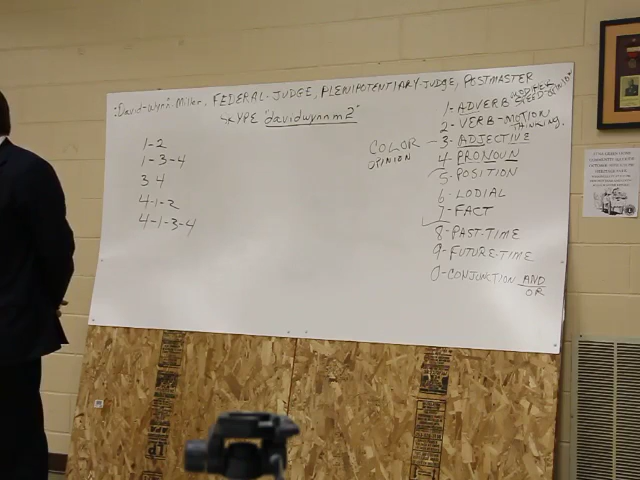 :David-Wynn: Miller, FEDERAL-JUDGE, PLENIPOTENTIARY-JUDGE, POSTMASTER
SKYPE "davidwynnm2"
1-2
1-3-4
3-4
4-1-2
4-1-3-4
COLOR
OPINION
1-ADVERB-MODIFIER
SPEED-OPINION
2-VERB-MOTION
THINKING.
3-ADJECTIVE
4-PRONOUN
5-POSITION
6-LODIAL
7-FACT
8-PAST-TIME
9-FUTURE-TIME
0-CONJUNCTION AND
OR
LP